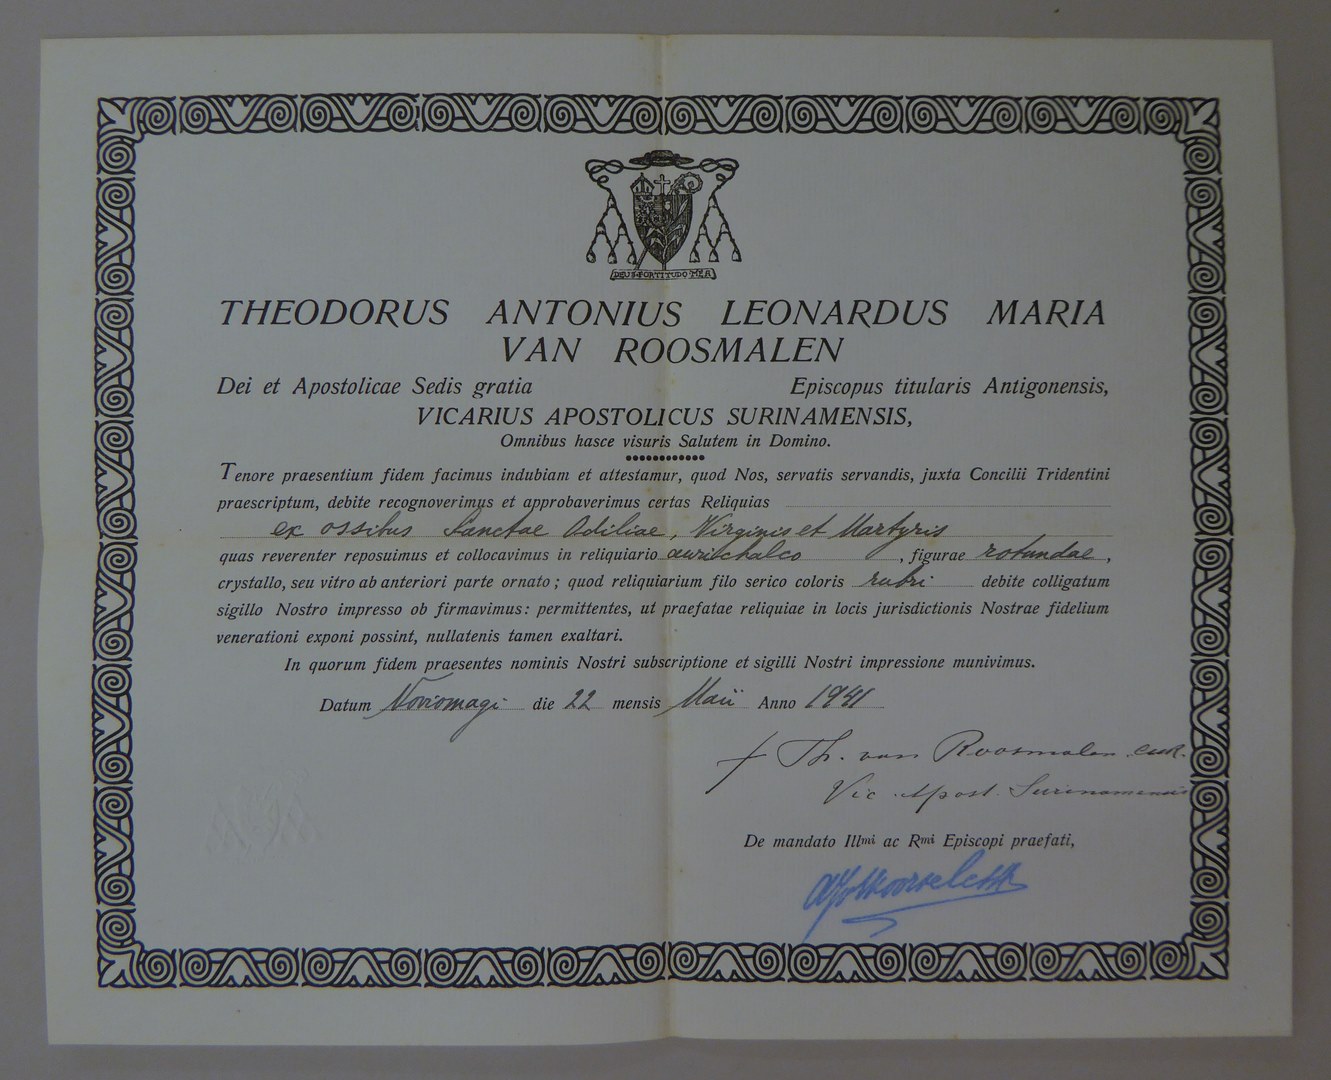 DEUS·FORTITUDO·MEA
THEODORUS ANTONIUS LEONARDUS MARIA
VAN ROOSMALEN
Dei et Apostolicae Sedis gratia Episcopus titularis Antigonensis,
VICARIUS APOSTOLICUS SURINAMENSIS,
Omnibus hasce visuris Salutem in Domino.
Tenore praesentium fidem facimus indubiam et attestamur, quod Nos, servatis servandis, juxta Concilii Tridentini
praescriptum, debite recognoverimus et approbaverimus certas Reliquias
ex ossibus Sanctae Odiliae, Virginis et Martyris
quas reverenter reposuimus et collocavimus in reliquiario aurichalco, figurae rotundae,
crystallo, seu vitro ab anteriori parte ornato; quod reliquiarium filo serico coloris rubri debite colligatum
sigillo Nostro impresso ob firmavimus: permittentes, ut praefatae reliquiae in locis jurisdictionis Nostrae fidelium
venerationi exponi possint, nullatenis tamen exaltari.
In quorum fidem praesentes nominis Nostri subscriptione et sigilli Nostri impressione munivimus.
Datum Noviomagi die 22 mensis Maii Anno 1941
† Th. van Roosmalen
Vic Apost. Surinamensis
De mandato Illmi ac Rmi Episcopi praefati,